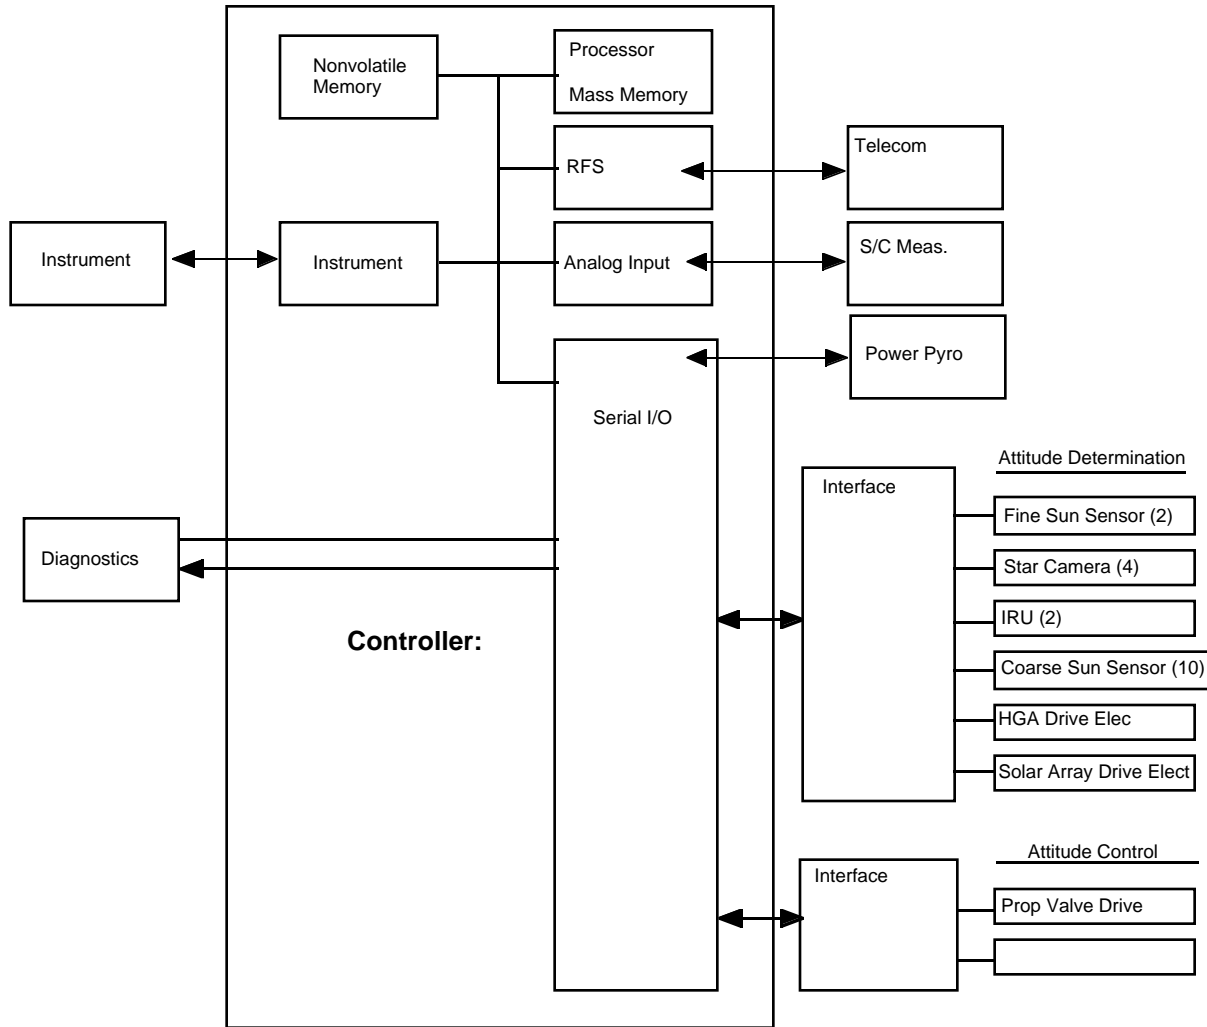 Nonvolatile
Memory
Processor
Mass Memory
RFS
Telecom
Instrument
Instrument
Analog Input
S/C Meas.
Power Pyro
Serial I/O
Diagnostics
Controller:
Interface
Attitude Determination
Fine Sun Sensor (2)
Star Camera (4)
IRU (2)
Coarse Sun Sensor (10)
HGA Drive Elec
Solar Array Drive Elect
Interface
Attitude Control
Prop Valve Drive